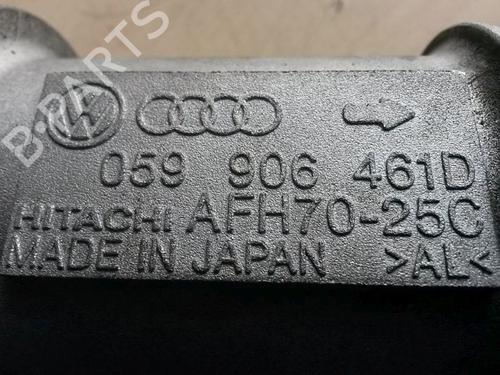 B-PARTS
059 906 461D
HITACHI AFH70-25C
MADE IN JAPAN >AL<